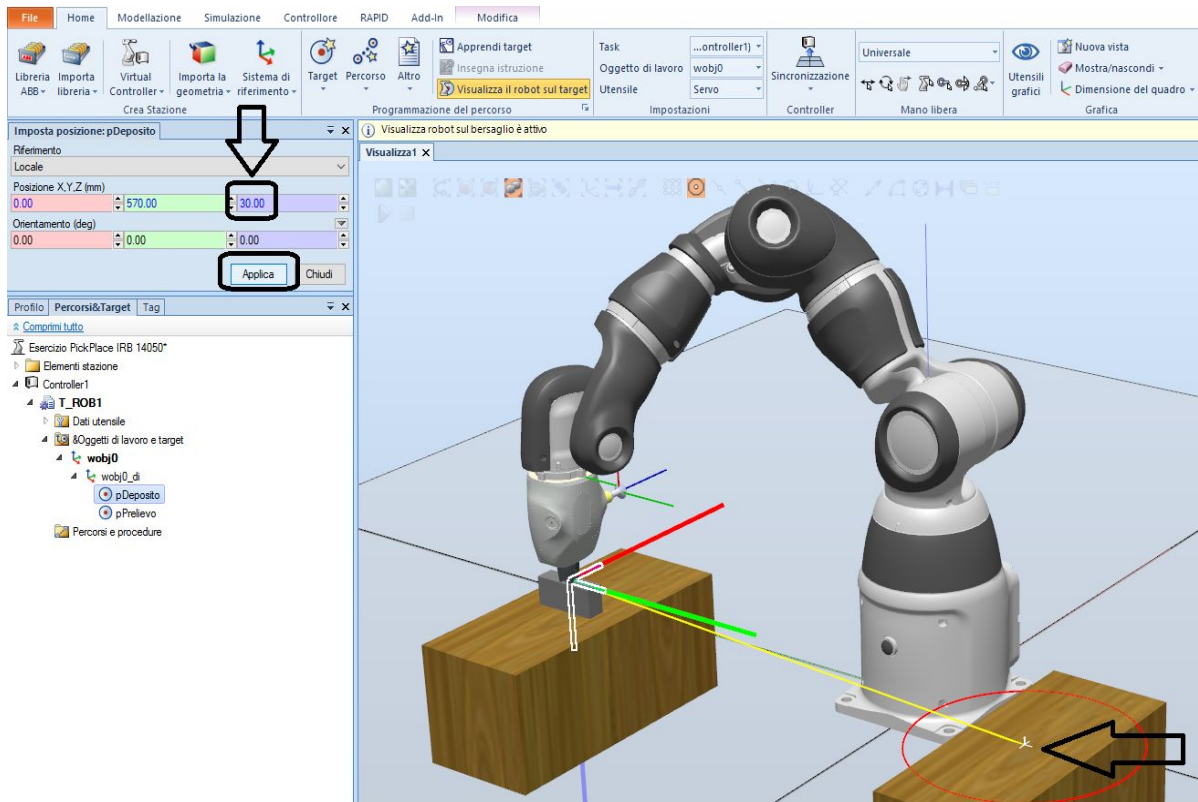 File Home Modellazione Simulazione Controllore RAPID Add-In Modifica
Libreria ABB
Importa libreria
Virtual Controller
Importa la geometria
Sistema di riferimento
Crea Stazione
Target
Percorso
Altro
Apprendi target
Insegna istruzione
Visualizza il robot sul target
Programmazione del percorso
Task ...ontroller1)
Oggetto di lavoro wobj0
Utensile Servo
Impostazioni
Sincronizzazione
Controller
Universale
Mano libera
Utensili grafici
Nuova vista
Mostra/nascondi
Dimensione del quadro
Grafica
Imposta posizione: pDeposito
Riferimento
Locale
Posizione X,Y,Z (mm)
0.00 570.00 30.00
Orientamento (deg)
0.00 0.00 0.00
Applica Chiudi
Visualizza robot sul bersaglio è attivo
Visualizza1
Profilo Percorsi&Target Tag
Comprimi tutto
Esercizio PickPlace IRB 14050*
Elementi stazione
Controller1
T_ROB1
Dati utensile
&Oggetti di lavoro e target
wobj0
wobj0_di
pDeposito
pPrelievo
Percorsi e procedure